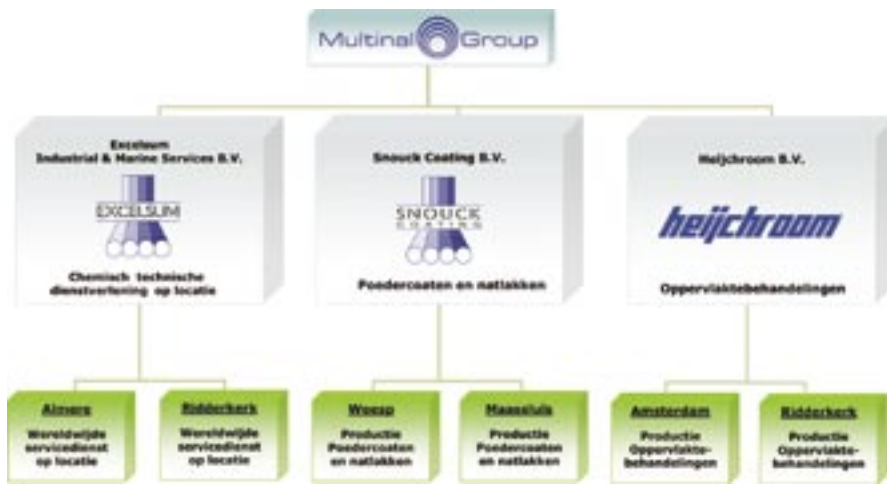 Multinal Group
Excelsum
Industrial & Marine Services B.V.
EXCELSUM
Chemisch technische
dienstverlening op locatie
Snouck Coating B.V.
SNOUCK
COATING
Poedercoaten en natlakken
Heijchroom B.V.
heijchroom
Oppervlaktebehandelingen
Almere
Wereldwijde
servicedienst
op locatie
Ridderkerk
Wereldwijde
servicedienst
op locatie
Weesp
Productie
Poedercoaten
en natlakken
Maassluis
Productie
Poedercoaten
en natlakken
Amsterdam
Productie
Oppervlakte-
behandelingen
Ridderkerk
Productie
Oppervlakte-
behandelingen